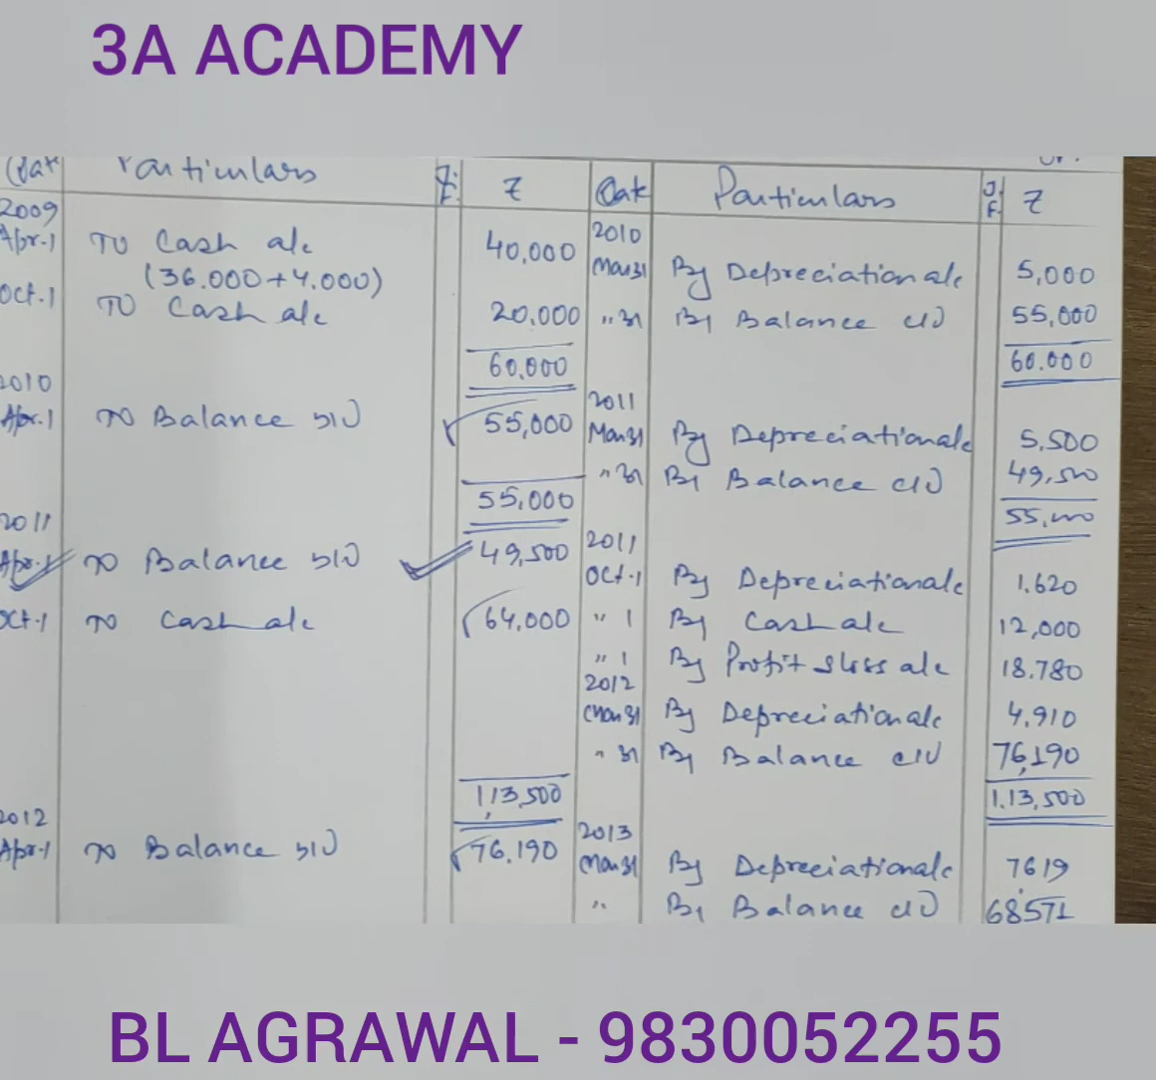 3A ACADEMY
Date Particulars J.F. ₹ Date Particulars J.F. ₹
2009 2010
Apr.1 To Cash a/c 40,000 Mar31 By Depreciation a/c 5,000
(36.000+4.000)
Oct.1 To Cash a/c 20,000 ,, 31 By Balance c/d 55,000
60,000 60.000
2010 2011
Apr.1 To Balance b/d 55,000 Mar31 By Depreciation a/c 5,500
,, 31 By Balance c/d 49,500
55,000 55,000
2011 2011
Apr.1 To Balance b/d 49,500 Oct.1 By Depreciation a/c 1.620
Oct.1 To Cash a/c 64,000 ,, 1 By Cash a/c 12,000
,, 1 By Profit & Loss a/c 18.780
2012
Mar 31 By Depreciation a/c 4,910
,, 31 By Balance c/d 76,190
1,13,500 1,13,500
2012 2013
Apr.1 To Balance b/d 76,190 Mar 31 By Depreciation a/c 7619
,, By Balance c/d 68571
BL AGRAWAL - 9830052255